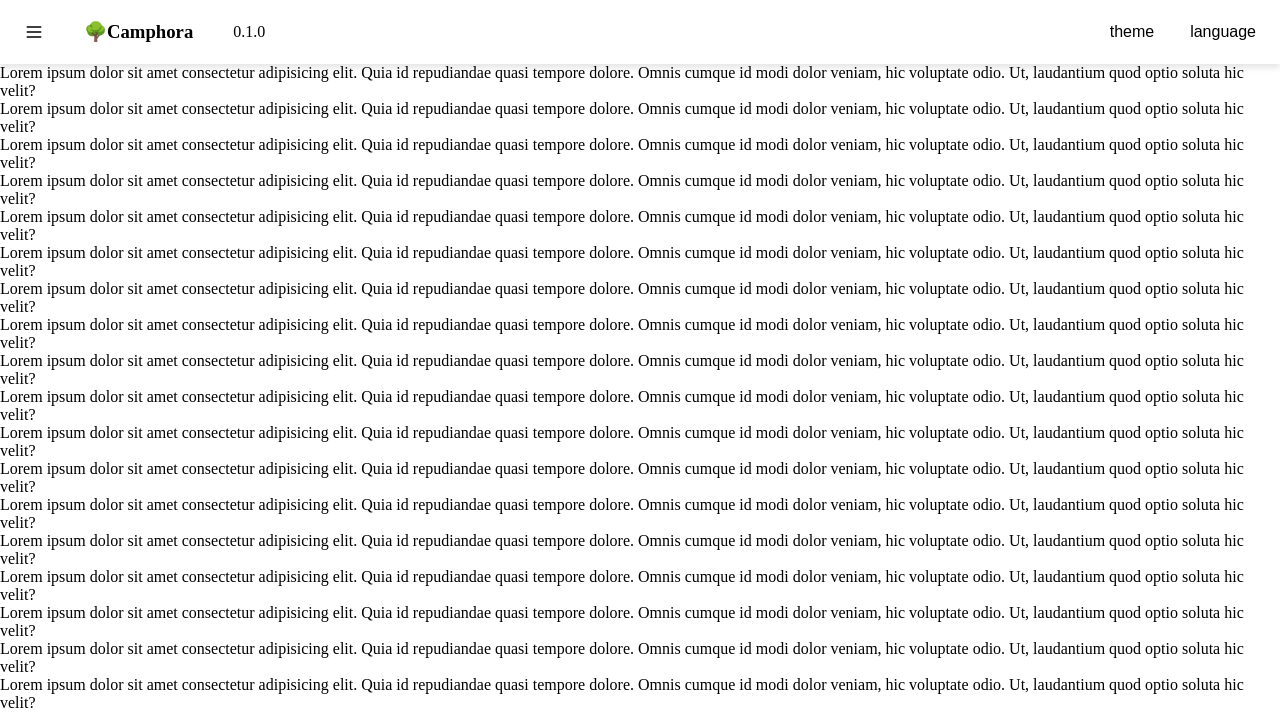 🌳Camphora 0.1.0 theme language
Lorem ipsum dolor sit amet consectetur adipisicing elit. Quia id repudiandae quasi tempore dolore. Omnis cumque id modi dolor veniam, hic voluptate odio. Ut, laudantium quod optio soluta hic
velit?
Lorem ipsum dolor sit amet consectetur adipisicing elit. Quia id repudiandae quasi tempore dolore. Omnis cumque id modi dolor veniam, hic voluptate odio. Ut, laudantium quod optio soluta hic
velit?
Lorem ipsum dolor sit amet consectetur adipisicing elit. Quia id repudiandae quasi tempore dolore. Omnis cumque id modi dolor veniam, hic voluptate odio. Ut, laudantium quod optio soluta hic
velit?
Lorem ipsum dolor sit amet consectetur adipisicing elit. Quia id repudiandae quasi tempore dolore. Omnis cumque id modi dolor veniam, hic voluptate odio. Ut, laudantium quod optio soluta hic
velit?
Lorem ipsum dolor sit amet consectetur adipisicing elit. Quia id repudiandae quasi tempore dolore. Omnis cumque id modi dolor veniam, hic voluptate odio. Ut, laudantium quod optio soluta hic
velit?
Lorem ipsum dolor sit amet consectetur adipisicing elit. Quia id repudiandae quasi tempore dolore. Omnis cumque id modi dolor veniam, hic voluptate odio. Ut, laudantium quod optio soluta hic
velit?
Lorem ipsum dolor sit amet consectetur adipisicing elit. Quia id repudiandae quasi tempore dolore. Omnis cumque id modi dolor veniam, hic voluptate odio. Ut, laudantium quod optio soluta hic
velit?
Lorem ipsum dolor sit amet consectetur adipisicing elit. Quia id repudiandae quasi tempore dolore. Omnis cumque id modi dolor veniam, hic voluptate odio. Ut, laudantium quod optio soluta hic
velit?
Lorem ipsum dolor sit amet consectetur adipisicing elit. Quia id repudiandae quasi tempore dolore. Omnis cumque id modi dolor veniam, hic voluptate odio. Ut, laudantium quod optio soluta hic
velit?
Lorem ipsum dolor sit amet consectetur adipisicing elit. Quia id repudiandae quasi tempore dolore. Omnis cumque id modi dolor veniam, hic voluptate odio. Ut, laudantium quod optio soluta hic
velit?
Lorem ipsum dolor sit amet consectetur adipisicing elit. Quia id repudiandae quasi tempore dolore. Omnis cumque id modi dolor veniam, hic voluptate odio. Ut, laudantium quod optio soluta hic
velit?
Lorem ipsum dolor sit amet consectetur adipisicing elit. Quia id repudiandae quasi tempore dolore. Omnis cumque id modi dolor veniam, hic voluptate odio. Ut, laudantium quod optio soluta hic
velit?
Lorem ipsum dolor sit amet consectetur adipisicing elit. Quia id repudiandae quasi tempore dolore. Omnis cumque id modi dolor veniam, hic voluptate odio. Ut, laudantium quod optio soluta hic
velit?
Lorem ipsum dolor sit amet consectetur adipisicing elit. Quia id repudiandae quasi tempore dolore. Omnis cumque id modi dolor veniam, hic voluptate odio. Ut, laudantium quod optio soluta hic
velit?
Lorem ipsum dolor sit amet consectetur adipisicing elit. Quia id repudiandae quasi tempore dolore. Omnis cumque id modi dolor veniam, hic voluptate odio. Ut, laudantium quod optio soluta hic
velit?
Lorem ipsum dolor sit amet consectetur adipisicing elit. Quia id repudiandae quasi tempore dolore. Omnis cumque id modi dolor veniam, hic voluptate odio. Ut, laudantium quod optio soluta hic
velit?
Lorem ipsum dolor sit amet consectetur adipisicing elit. Quia id repudiandae quasi tempore dolore. Omnis cumque id modi dolor veniam, hic voluptate odio. Ut, laudantium quod optio soluta hic
velit?
Lorem ipsum dolor sit amet consectetur adipisicing elit. Quia id repudiandae quasi tempore dolore. Omnis cumque id modi dolor veniam, hic voluptate odio. Ut, laudantium quod optio soluta hic
velit?